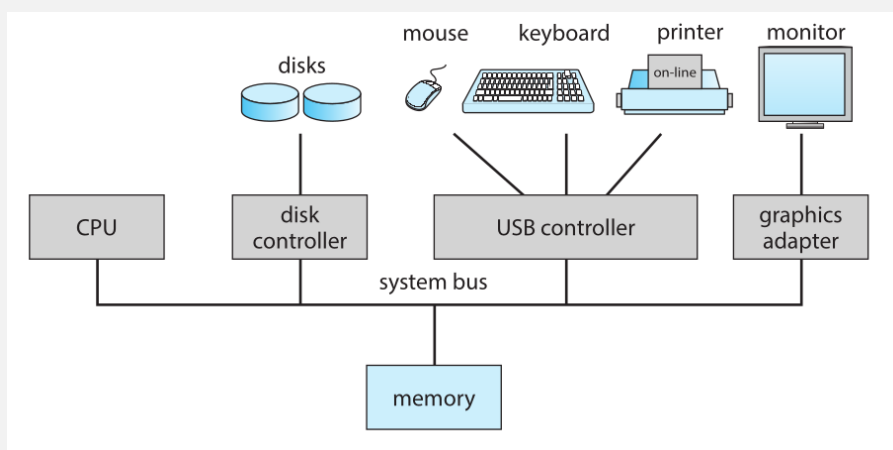 mouse
keyboard
printer
monitor
disks
on-line
CPU
disk
controller
USB controller
graphics
adapter
system bus
memory